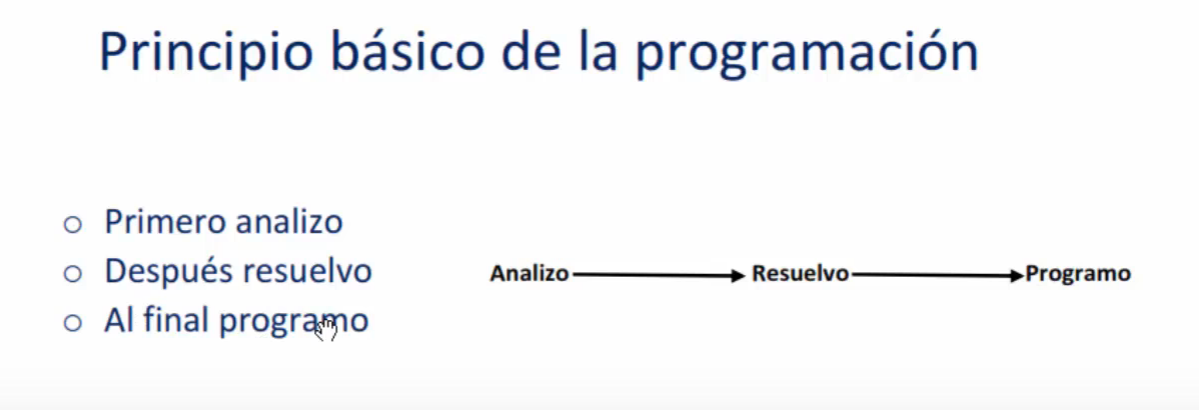 Principio básico de la programación
o Primero analizo
o Después resuelvo
o Al final programo
Analizo Resuelvo Programo